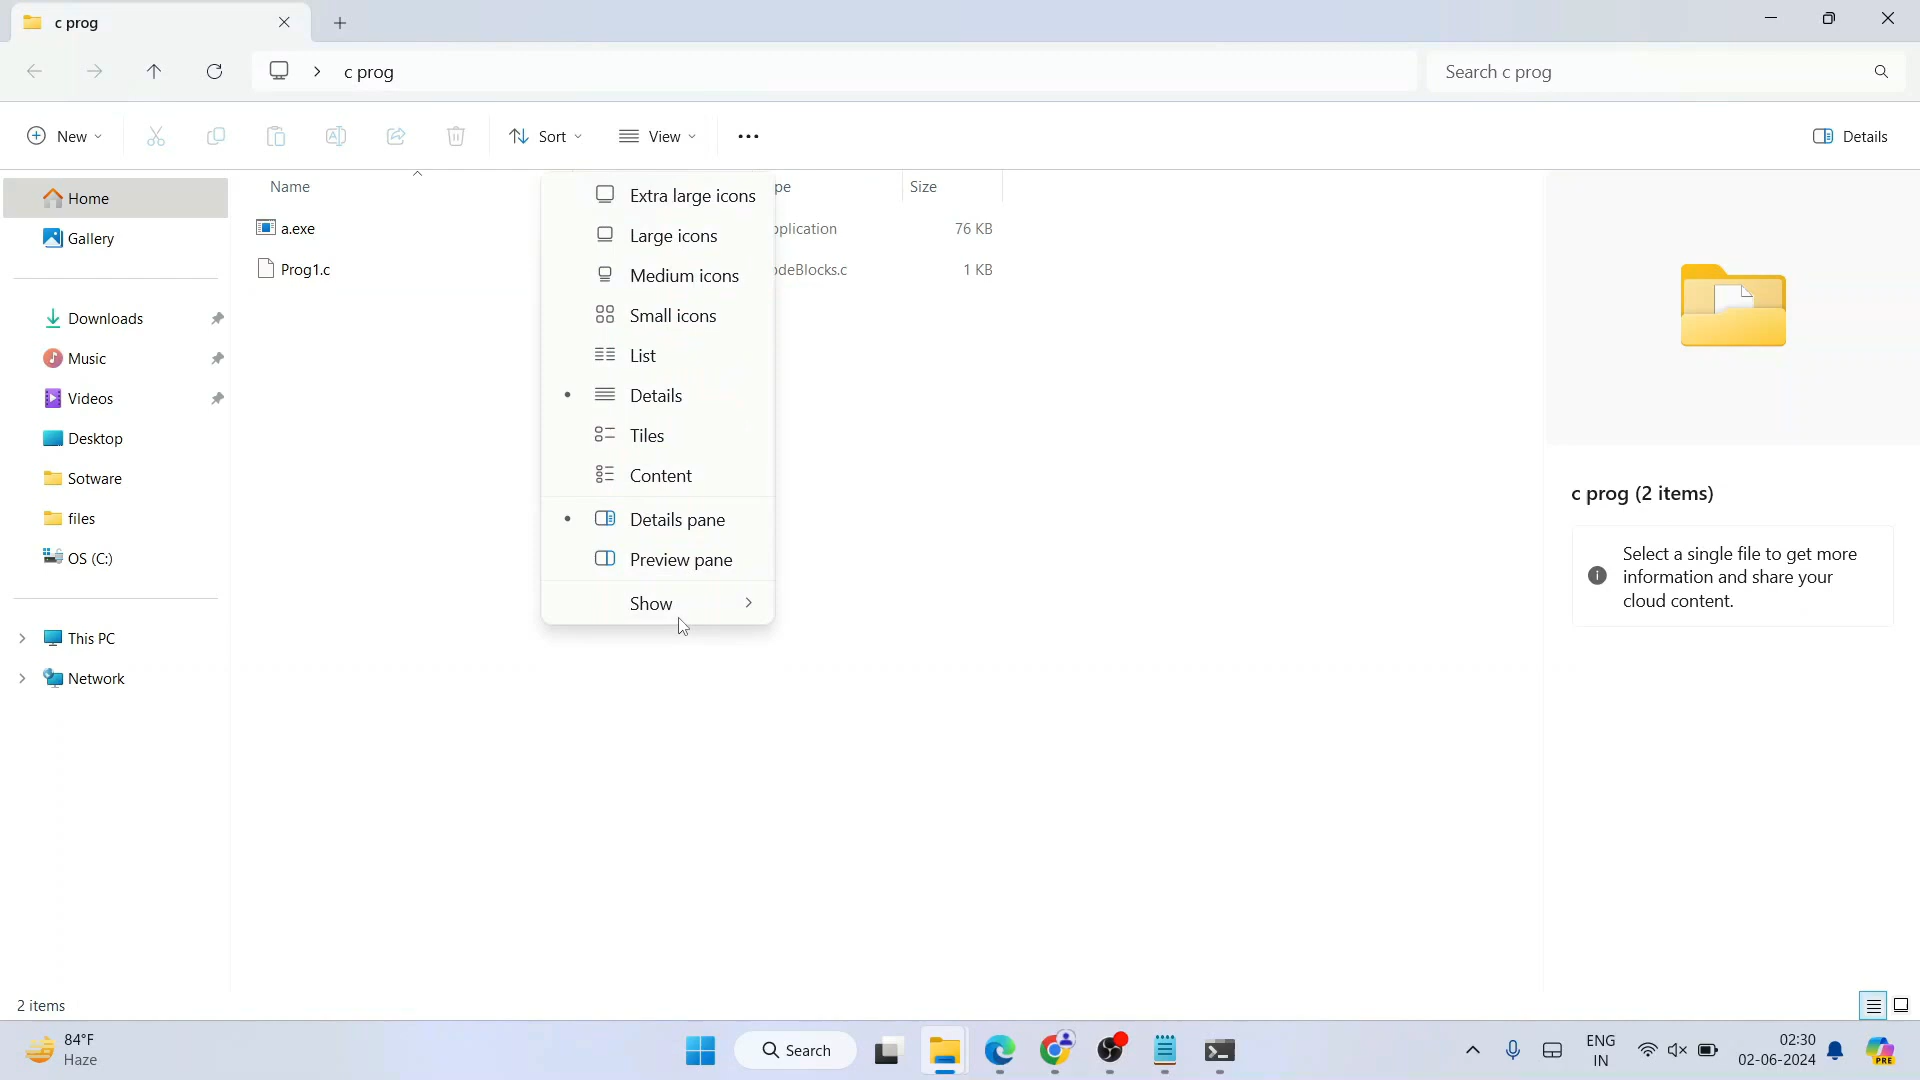 c prog
c prog
Search c prog
New
Sort
View
Details
Home
Gallery
Downloads
Music
Videos
Desktop
Sotware
files
OS (C:)
This PC
Network
Name
Size
a.exe
76 KB
Prog1.c
1 KB
Extra large icons
Large icons
Medium icons
Small icons
List
Details
Tiles
Content
Details pane
Preview pane
Show
c prog (2 items)
Select a single file to get more
information and share your
cloud content.
2 items
84°F
Haze
Search
ENG
IN
02:30
02-06-2024
PRE